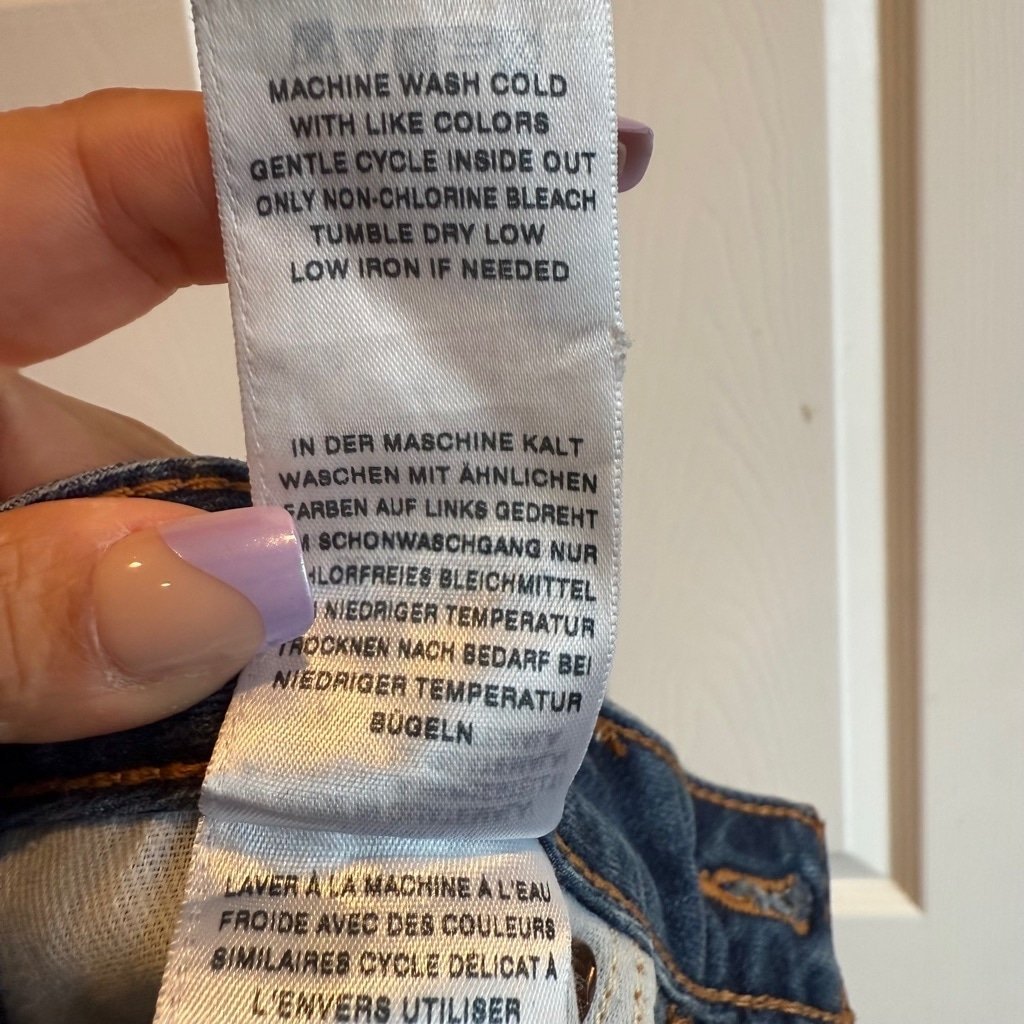 MACHINE WASH COLD
WITH LIKE COLORS
GENTLE CYCLE INSIDE OUT
ONLY NON-CHLORINE BLEACH
TUMBLE DRY LOW
LOW IRON IF NEEDED
IN DER MASCHINE KALT
WASCHEN MIT ÄHNLICHEN
FARBEN AUF LINKS GEDREHT
SCHONWASCHGANG NUR
BLEICHMITTEL
NIEDRIGER TEMPERATUR
TROCKNEN NACH BEDARF BEI
NIEDRIGER TEMPERATUR
BÜGELN
LAVER À LA MACHINE À L'EAU
FROIDE AVEC DES COULEURS
SIMILAIRES CYCLE DÉLICAT À
L'ENVERS UTILISER